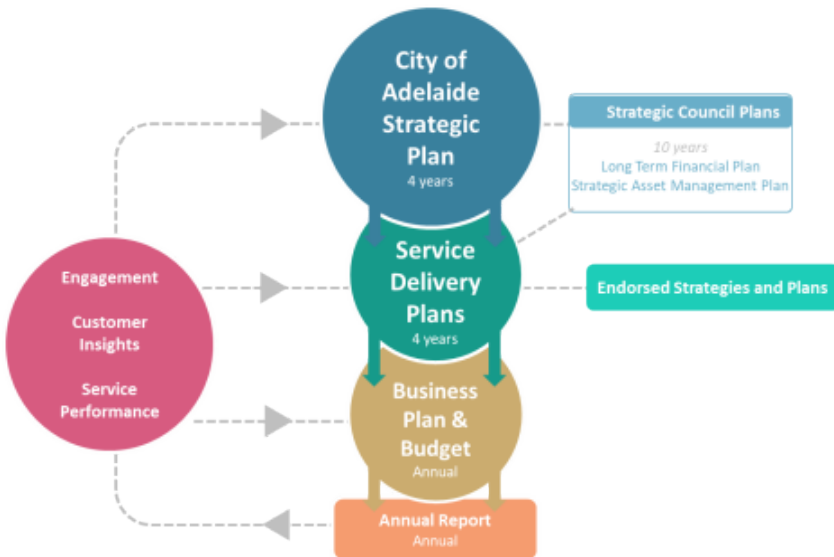 City of
Adelaide
Strategic
Plan
4 years
Strategic Council Plans
10 years
Long Term Financial Plan
Strategic Asset Management Plan
Engagement
Customer
Insights
Service
Performance
Service
Delivery
Plans
4 years
Endorsed Strategies and Plans
Business
Plan &
Budget
Annual
Annual Report
Annual